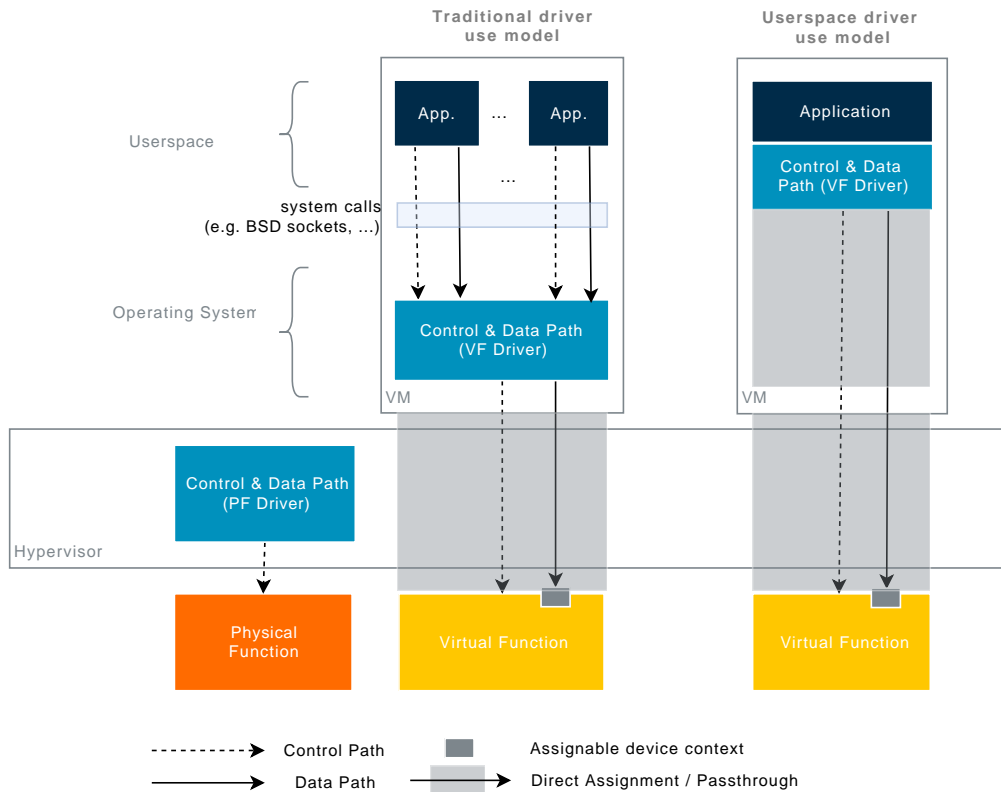 Traditional driver
use model
Userspace driver
use model
Userspace
App.
...
App.
...
Application
Control & Data
Path (VF Driver)
system calls
(e.g. BSD sockets, ...)
Operating System
Control & Data Path
(VF Driver)
VM
VM
Control & Data Path
(PF Driver)
Hypervisor
Physical
Function
Virtual Function
Virtual Function
Control Path
Assignable device context
Data Path
Direct Assignment / Passthrough